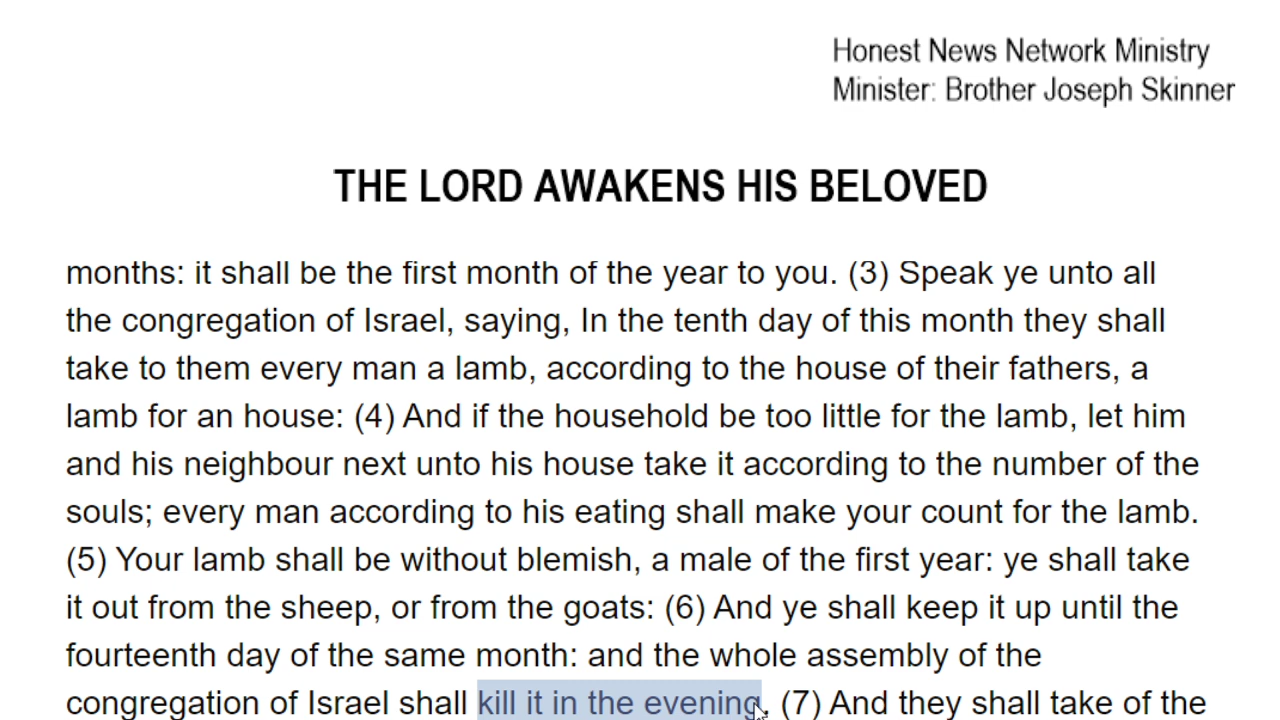 Honest News Network Ministry
Minister: Brother Joseph Skinner
THE LORD AWAKENS HIS BELOVED
months: it shall be the first month of the year to you. (3) Speak ye unto all
the congregation of Israel, saying, In the tenth day of this month they shall
take to them every man a lamb, according to the house of their fathers, a
lamb for an house: (4) And if the household be too little for the lamb, let him
and his neighbour next unto his house take it according to the number of the
souls; every man according to his eating shall make your count for the lamb.
(5) Your lamb shall be without blemish, a male of the first year: ye shall take
it out from the sheep, or from the goats: (6) And ye shall keep it up until the
fourteenth day of the same month: and the whole assembly of the
congregation of Israel shall kill it in the evening. (7) And they shall take of the